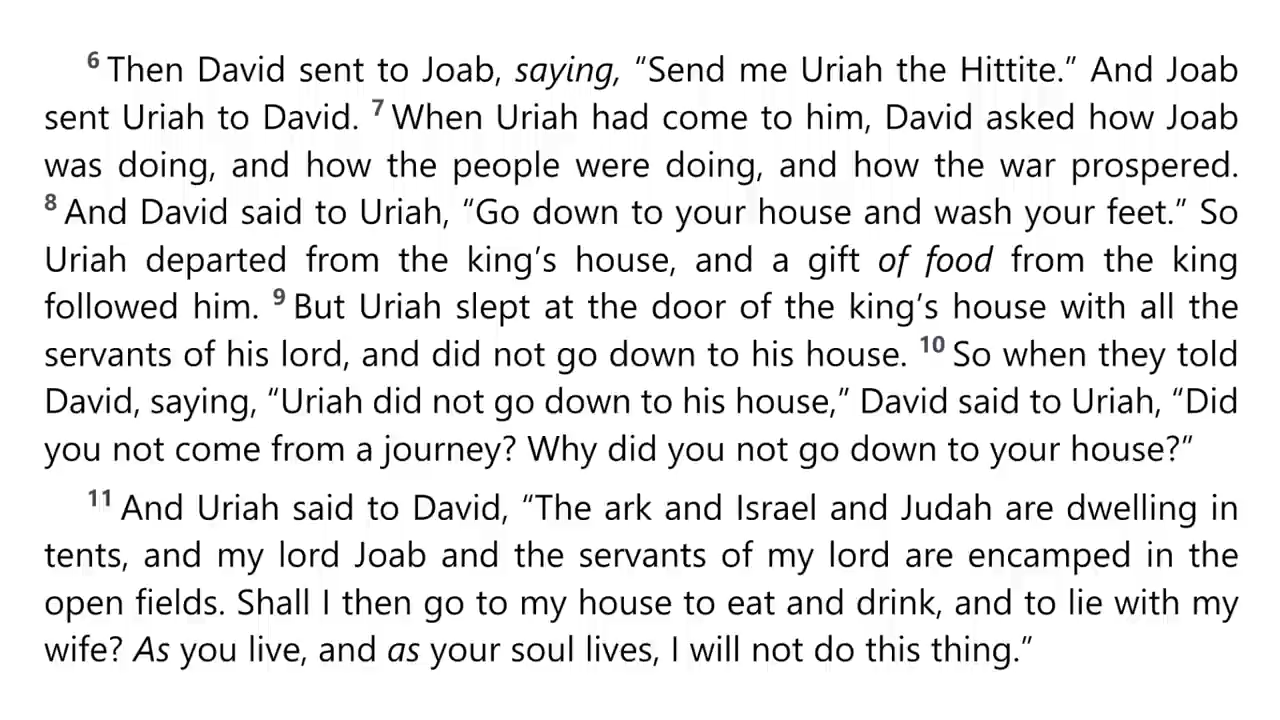 6 Then David sent to Joab, saying, “Send me Uriah the Hittite.” And Joab
sent Uriah to David. 7 When Uriah had come to him, David asked how Joab
was doing, and how the people were doing, and how the war prospered.
8 And David said to Uriah, “Go down to your house and wash your feet.” So
Uriah departed from the king’s house, and a gift of food from the king
followed him. 9 But Uriah slept at the door of the king’s house with all the
servants of his lord, and did not go down to his house. 10 So when they told
David, saying, “Uriah did not go down to his house,” David said to Uriah, “Did
you not come from a journey? Why did you not go down to your house?”
11 And Uriah said to David, “The ark and Israel and Judah are dwelling in
tents, and my lord Joab and the servants of my lord are encamped in the
open fields. Shall I then go to my house to eat and drink, and to lie with my
wife? As you live, and as your soul lives, I will not do this thing.”